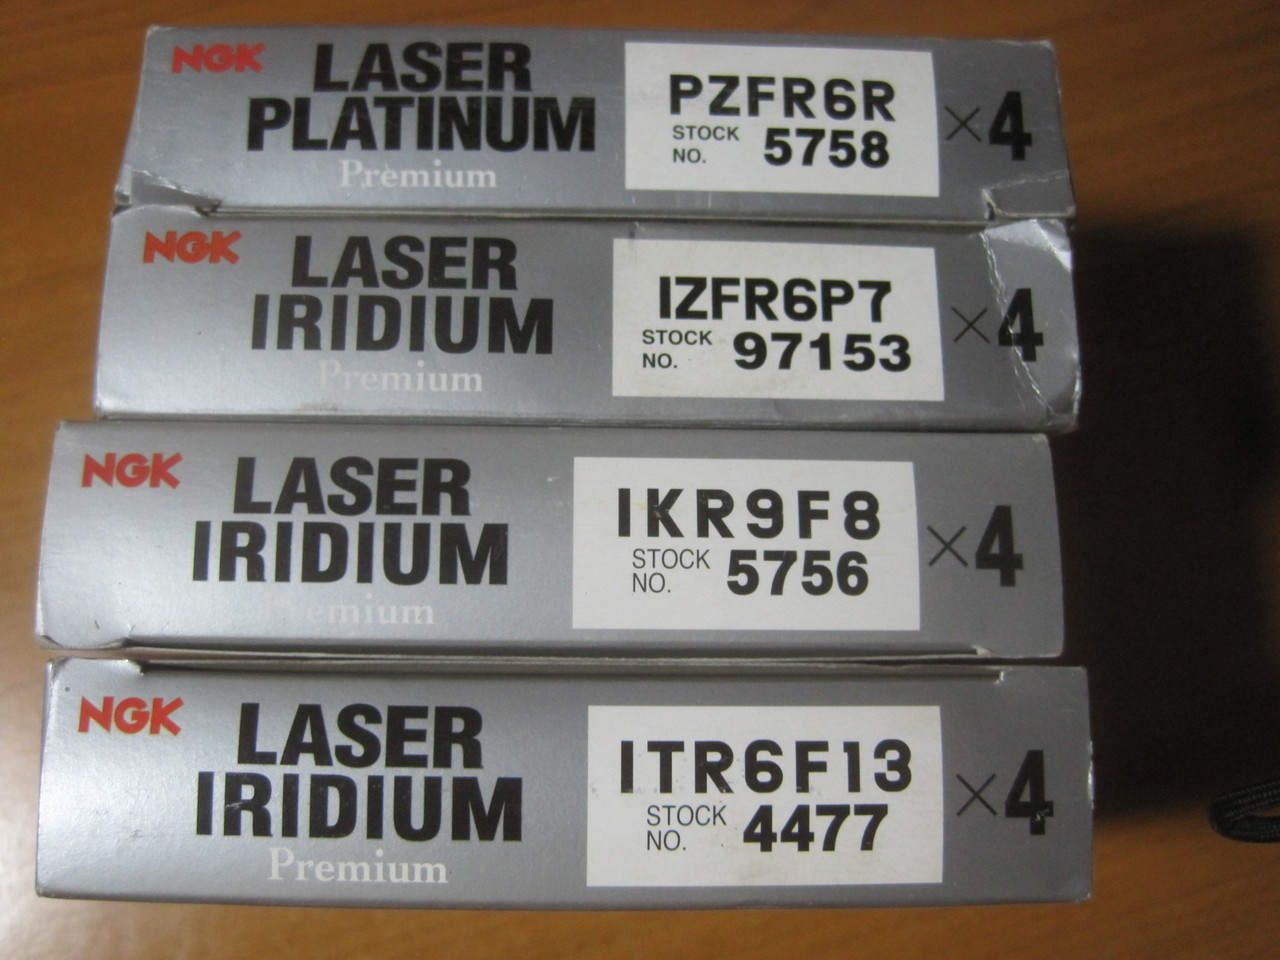 NGK LASER PLATINUM Premium
PZFR6R
STOCK NO. 5758
×4
NGK LASER IRIDIUM Premium
IZFR6P7
STOCK NO. 97153
×4
NGK LASER IRIDIUM Premium
IKR9F8
STOCK NO. 5756
×4
NGK LASER IRIDIUM Premium
ITR6F13
STOCK NO. 4477
×4